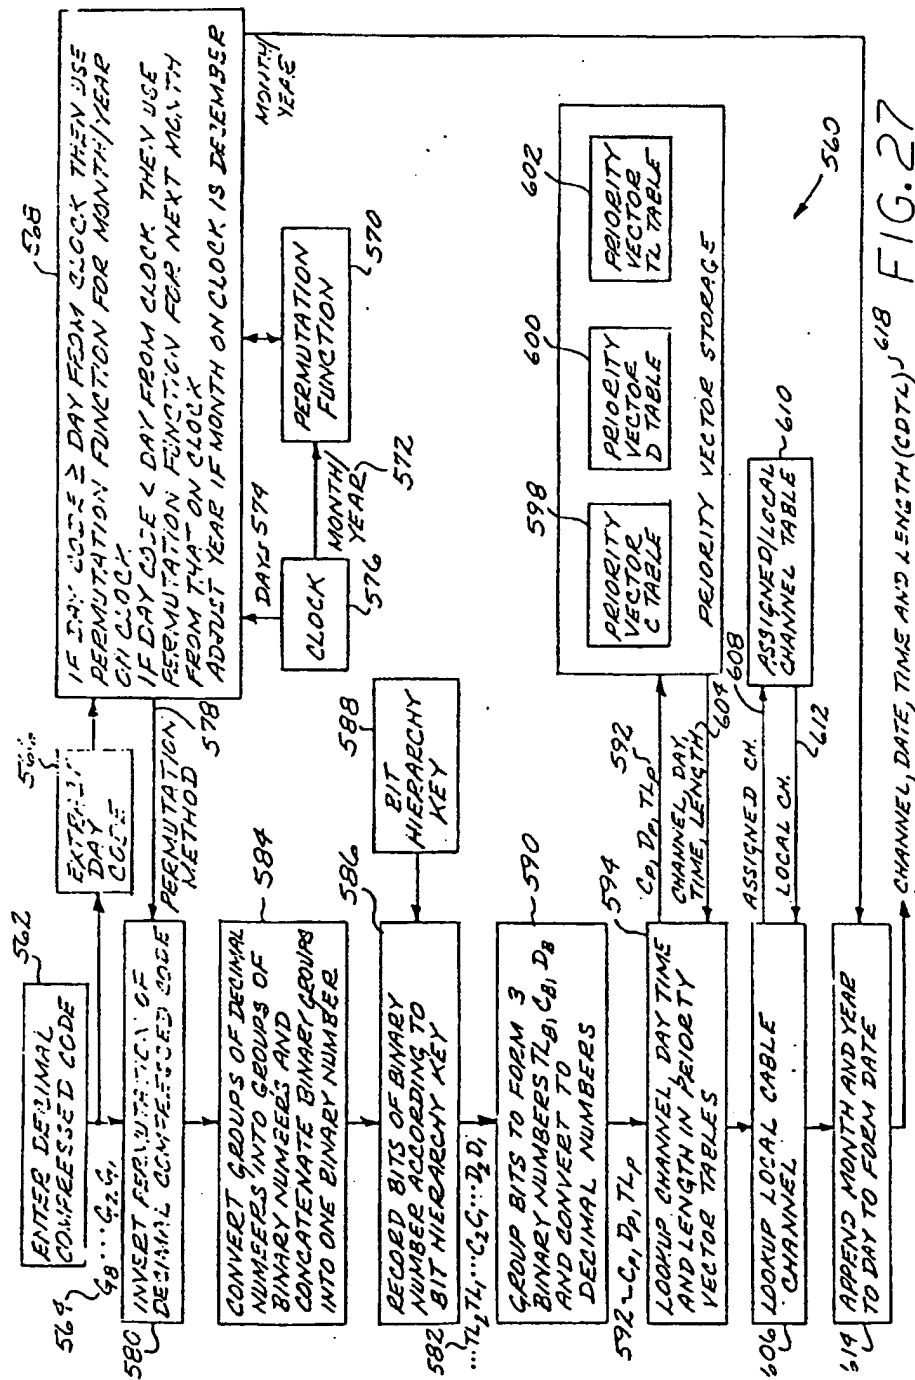 562
ENTER DECIMAL
COMPRESSED CODE
564
G8 ... G2 G1
EXTRACT
DAY
CODE
568
IF DAY CODE ≥ DAY FROM CLOCK THEN USE
PERMUTATION FUNCTION FOR MONTH/YEAR
ON CLOCK
IF DAY CODE < DAY FROM CLOCK THEN USE
PERMUTATION FUNCTION FOR NEXT MONTH
FROM THAT ON CLOCK
ADJUST YEAR IF MONTH ON CLOCK IS DECEMBER
MONTH/
YEAR
578
PERMUTATION
METHOD
DAYS 574
CLOCK
576
MONTH/
YEAR
572
PERMUTATION
FUNCTION
570
580
INVERT PERMUTATION OF
DECIMAL COMPRESSED CODE
584
CONVERT GROUPS OF DECIMAL
NUMBERS INTO GROUPS OF
BINARY NUMBERS AND
CONCATENATE BINARY GROUPS
INTO ONE BINARY NUMBER
586
RECORD BITS OF BINARY
NUMBER ACCORDING TO
BIT HIERARCHY KEY
588
BIT
HIERARCHY
KEY
582
...TL2 TL1 ...C2 C1 ...D2 D1
590
GROUP BITS TO FORM 3
BINARY NUMBERS TLB, CB, DB
AND CONVERT TO
DECIMAL NUMBERS
592 ~ CP, DP, TLP
594
LOOKUP CHANNEL, DAY TIME
AND LENGTH IN PRIORITY
VECTOR TABLES
592
CP, DP, TLP
CHANNEL, DAY,
TIME, LENGTH
604
598
PRIORITY
VECTOR
C TABLE
600
PRIORITY
VECTOR
D TABLE
602
PRIORITY
VECTOR
TL TABLE
PRIORITY VECTOR STORAGE
606
LOOKUP LOCAL CABLE
CHANNEL
ASSIGNED CH.
608
LOCAL CH.
612
ASSIGNED/LOCAL
CHANNEL TABLE
610
614
APPEND MONTH AND YEAR
TO DAY TO FORM DATE
CHANNEL, DATE, TIME AND LENGTH (CDTL)
618
560
FIG. 27